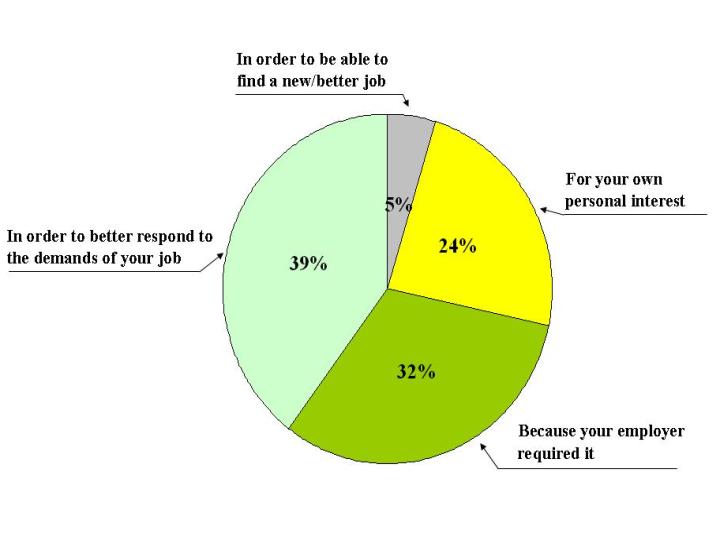 In order to be able to
find a new/better job
For your own
personal interest
5%
In order to better respond to
the demands of your job
24%
39%
32%
Because your employer
required it